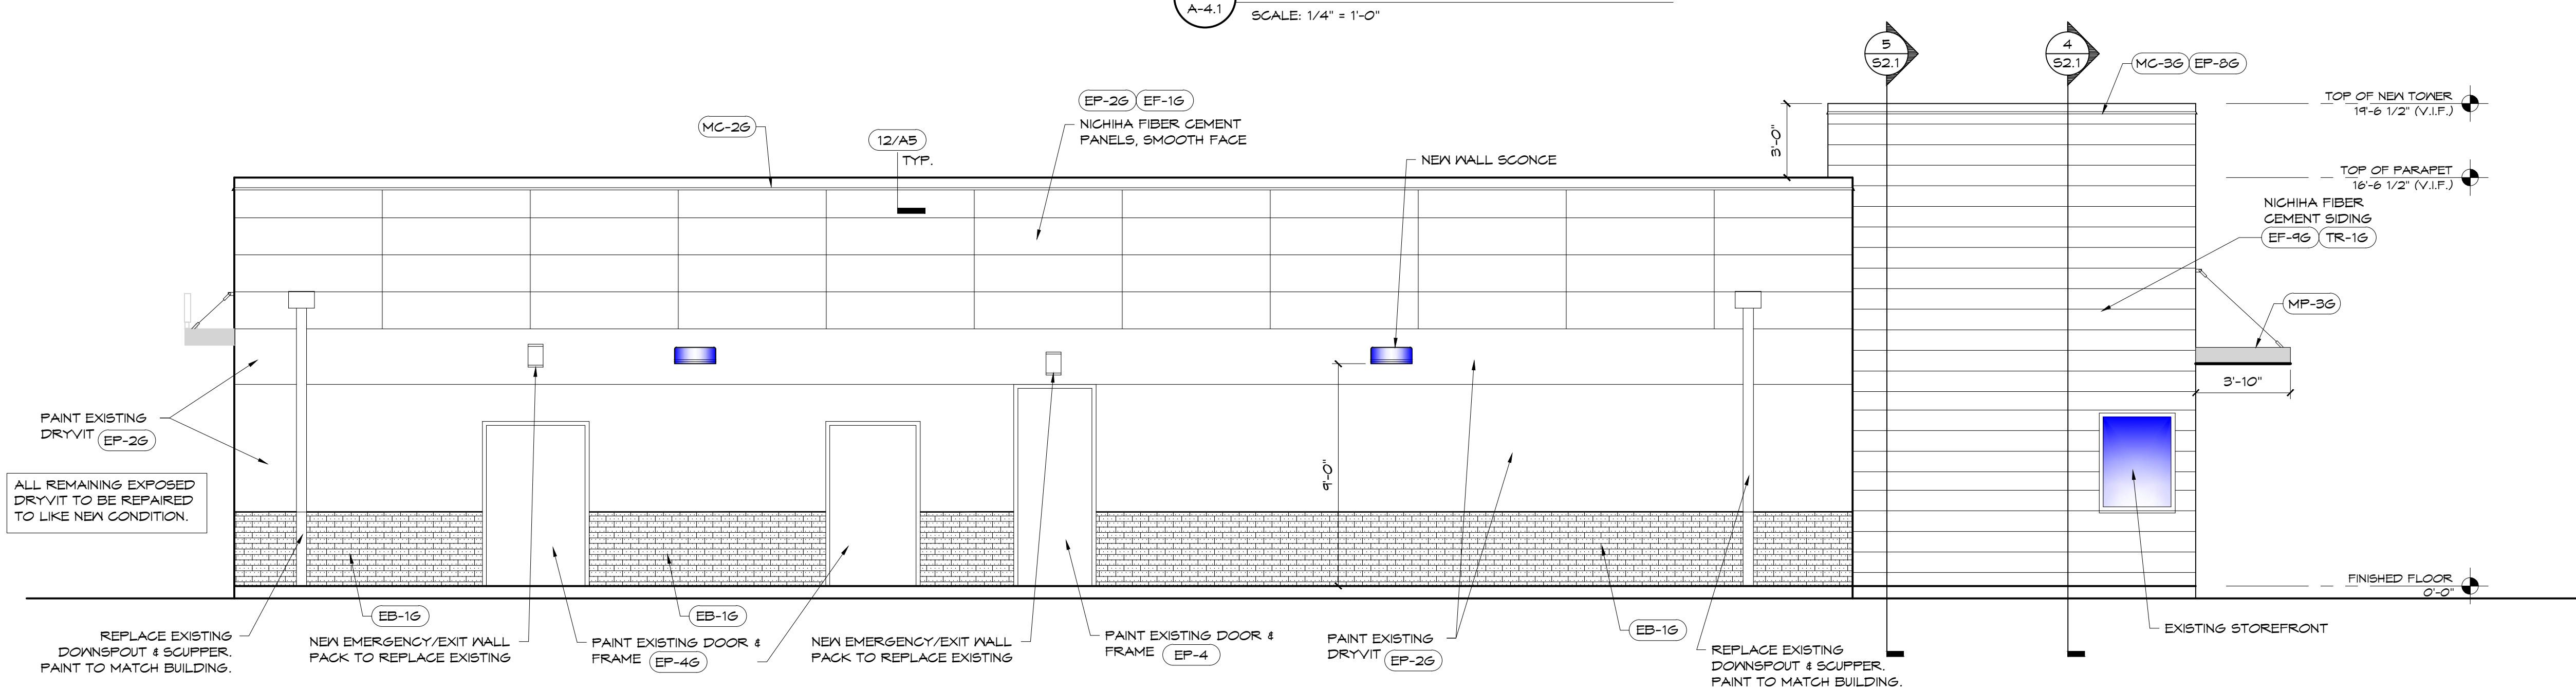 A-4.1
SCALE: 1/4" = 1'-0"
5
S2.1
4
S2.1
MC-3G EP-8G
TOP OF NEW TOWER
19'-6 1/2" (V.I.F.)
EP-2G EF-1G
NICHIHA FIBER CEMENT
PANELS, SMOOTH FACE
MC-2G
12/A5
TYP.
NEW WALL SCONCE
3'-0"
TOP OF PARAPET
16'-6 1/2" (V.I.F.)
NICHIHA FIBER
CEMENT SIDING
EF-9G TR-1G
MP-3G
3'-10"
PAINT EXISTING
DRYVIT EP-2G
9'-0"
ALL REMAINING EXPOSED
DRYVIT TO BE REPAIRED
TO LIKE NEW CONDITION.
FINISHED FLOOR
0'-0"
EB-1G
EB-1G
EB-1G
REPLACE EXISTING
DOWNSPOUT & SCUPPER.
PAINT TO MATCH BUILDING.
NEW EMERGENCY/EXIT WALL
PACK TO REPLACE EXISTING
PAINT EXISTING DOOR &
FRAME EP-4G
NEW EMERGENCY/EXIT WALL
PACK TO REPLACE EXISTING
PAINT EXISTING DOOR &
FRAME EP-4
PAINT EXISTING
DRYVIT EP-2G
REPLACE EXISTING
DOWNSPOUT & SCUPPER.
PAINT TO MATCH BUILDING.
EXISTING STOREFRONT